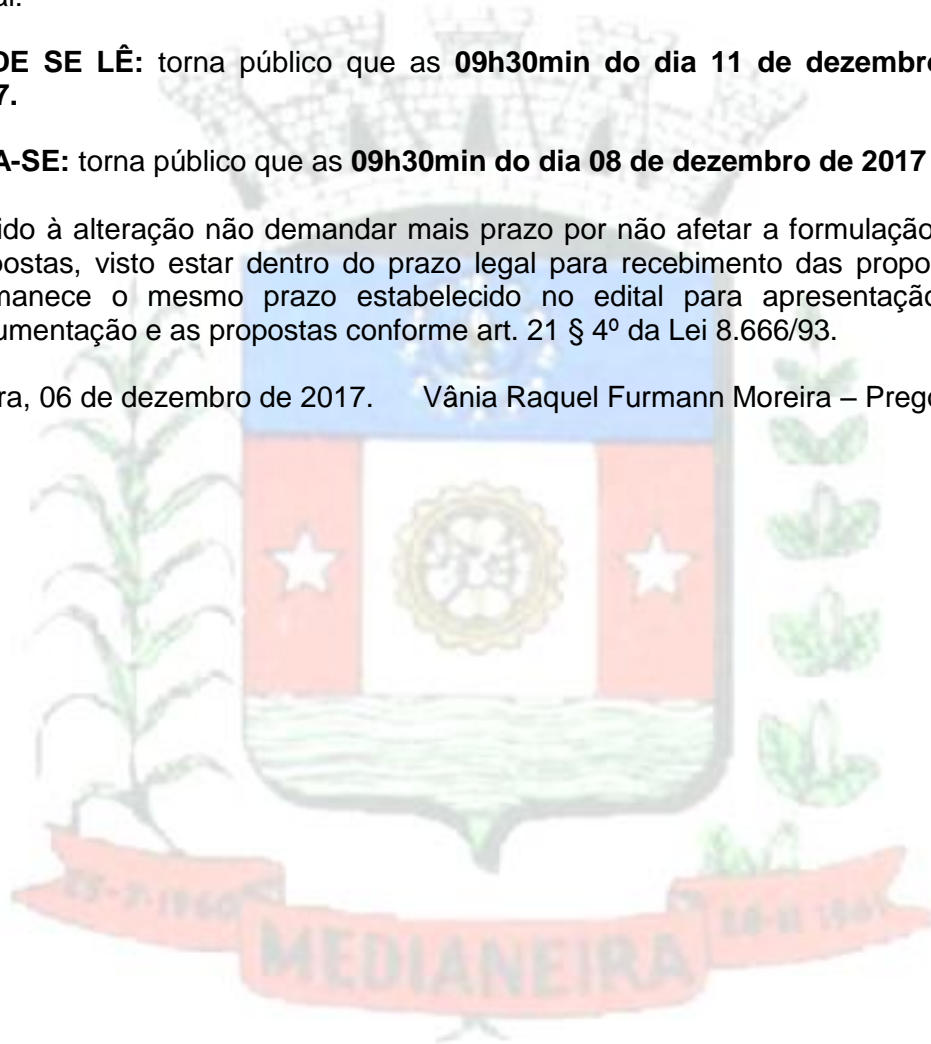 al.
DE SE LÊ: torna público que as 09h30min do dia 11 de dezembro
7.
A-SE: torna público que as 09h30min do dia 08 de dezembro de 2017
ido à alteração não demandar mais prazo por não afetar a formulação
postas, visto estar dentro do prazo legal para recebimento das propo
manece o mesmo prazo estabelecido no edital para apresentação
umentação e as propostas conforme art. 21 § 4º da Lei 8.666/93.
ra, 06 de dezembro de 2017. Vânia Raquel Furmann Moreira – Prego
25-7-1960
MEDIANEIRA